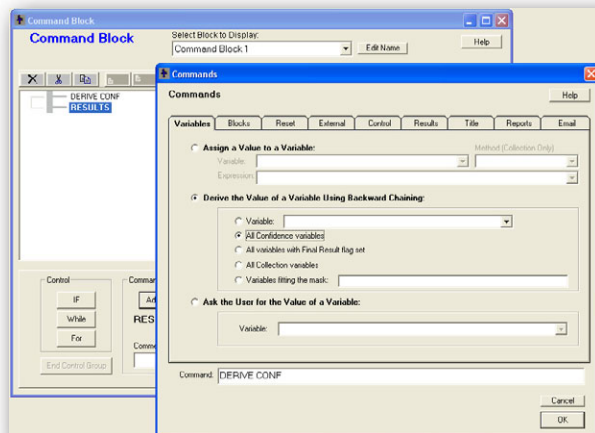 Command Block
Command Block
Select Block to Display:
Command Block 1
Edit Name
Help
DERIVE CONF
RESULTS
Control
IF
While
For
End Control Group
Commands
Commands
Help
Variables
Blocks
Reset
External
Control
Results
Title
Reports
Email
Assign a Value to a Variable:
Method (Collection Only)
Variable:
Expression:
Derive the Value of a Variable Using Backward Chaining:
Variable:
All Confidence variables
All variables with Final Result flag set
All Collection variables
Variables fitting the mask:
Ask the User for the Value of a Variable:
Variable:
Command: DERIVE CONF
Cancel
OK